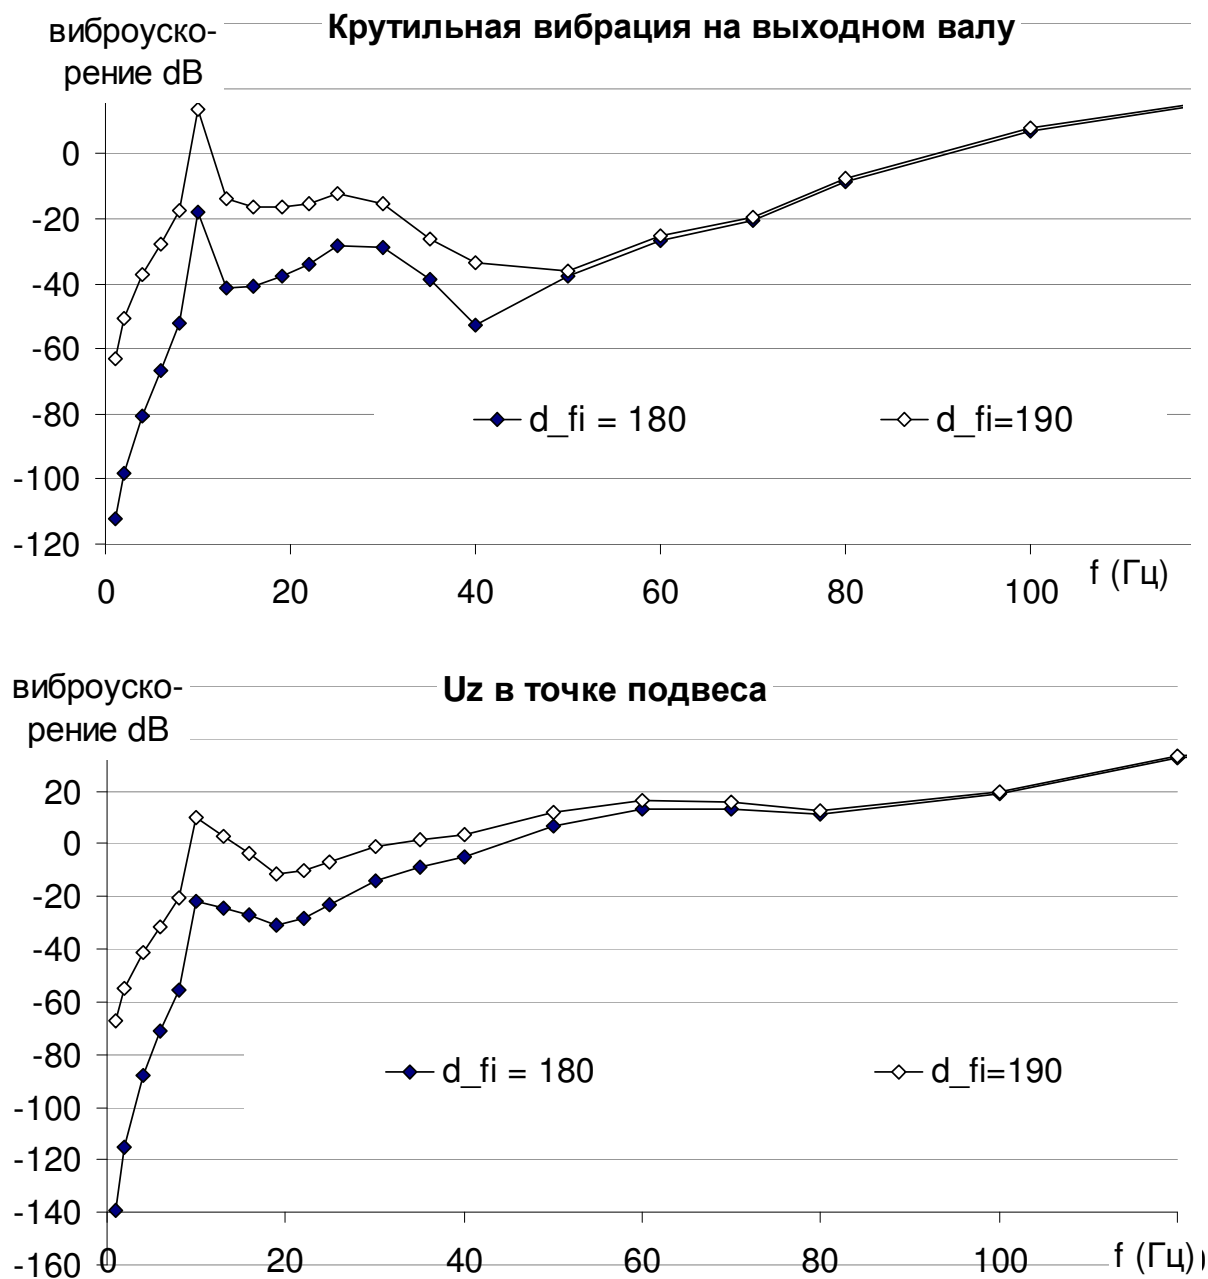 Крутильная вибрация на выходном валу
виброуско-
рение dB
0
-20
-40
-60
-80
-100
-120
d_fi = 180 d_fi=190
0 20 40 60 80 100 f (Гц)
Uz в точке подвеса
виброуско-
рение dB
20
0
-20
-40
-60
-80
-100
-120
-140
-160
d_fi = 180 d_fi=190
0 20 40 60 80 100 f (Гц)